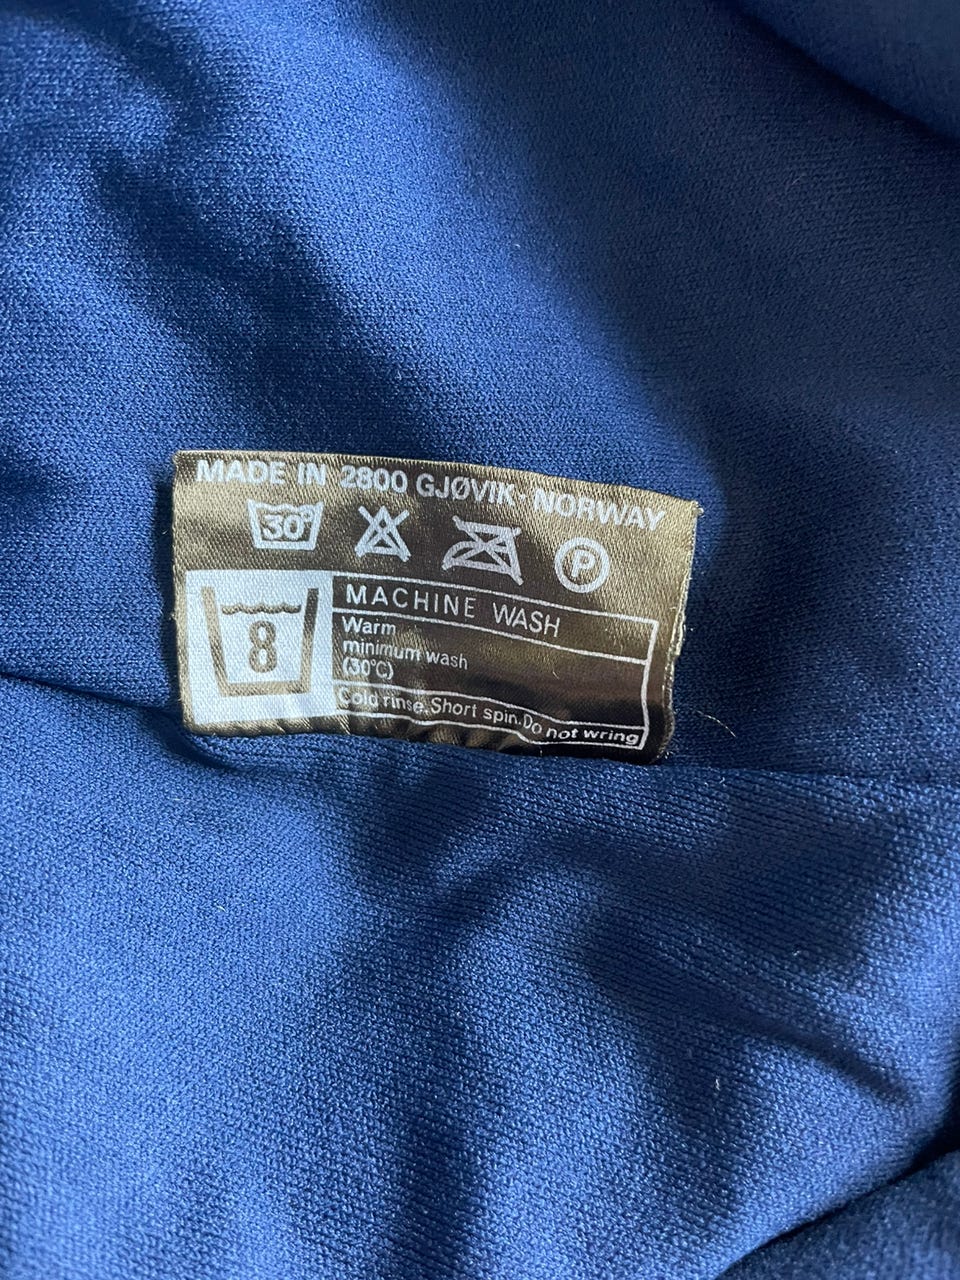 MADE IN 2800 GJØVIK - NORWAY
30° P
8
MACHINE WASH
Warm
minimum wash
(30°C)
Cold rinse. Short spin. Do not wring